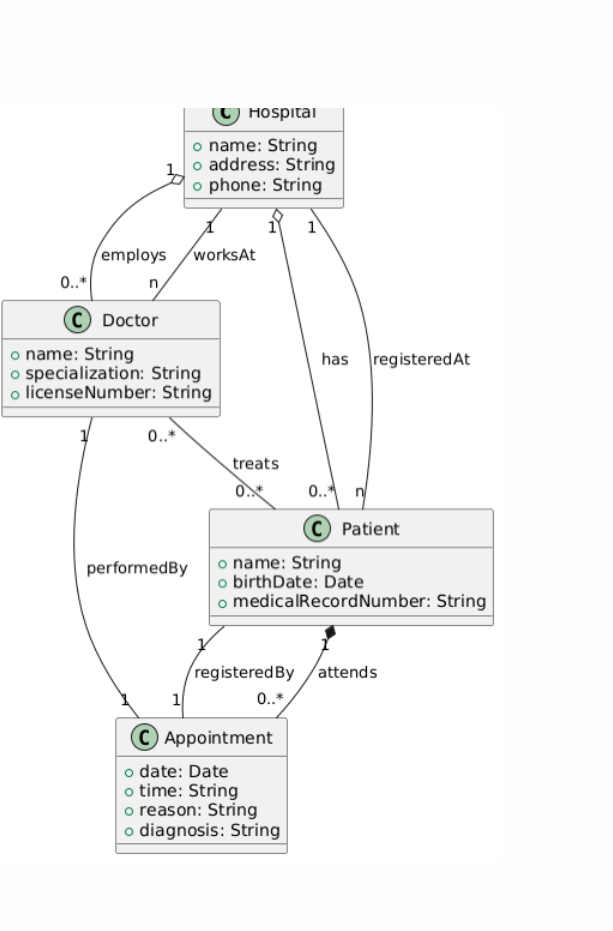 C Hospital
name: String
address: String
phone: String
1
1
1
1
employs
worksAt
0..*
n
C Doctor
name: String
specialization: String
licenseNumber: String
has
registeredAt
1
0..*
treats
0..*
0..*
n
C Patient
name: String
birthDate: Date
medicalRecordNumber: String
performedBy
1
1
registeredBy
attends
1
1
0..*
C Appointment
date: Date
time: String
reason: String
diagnosis: String